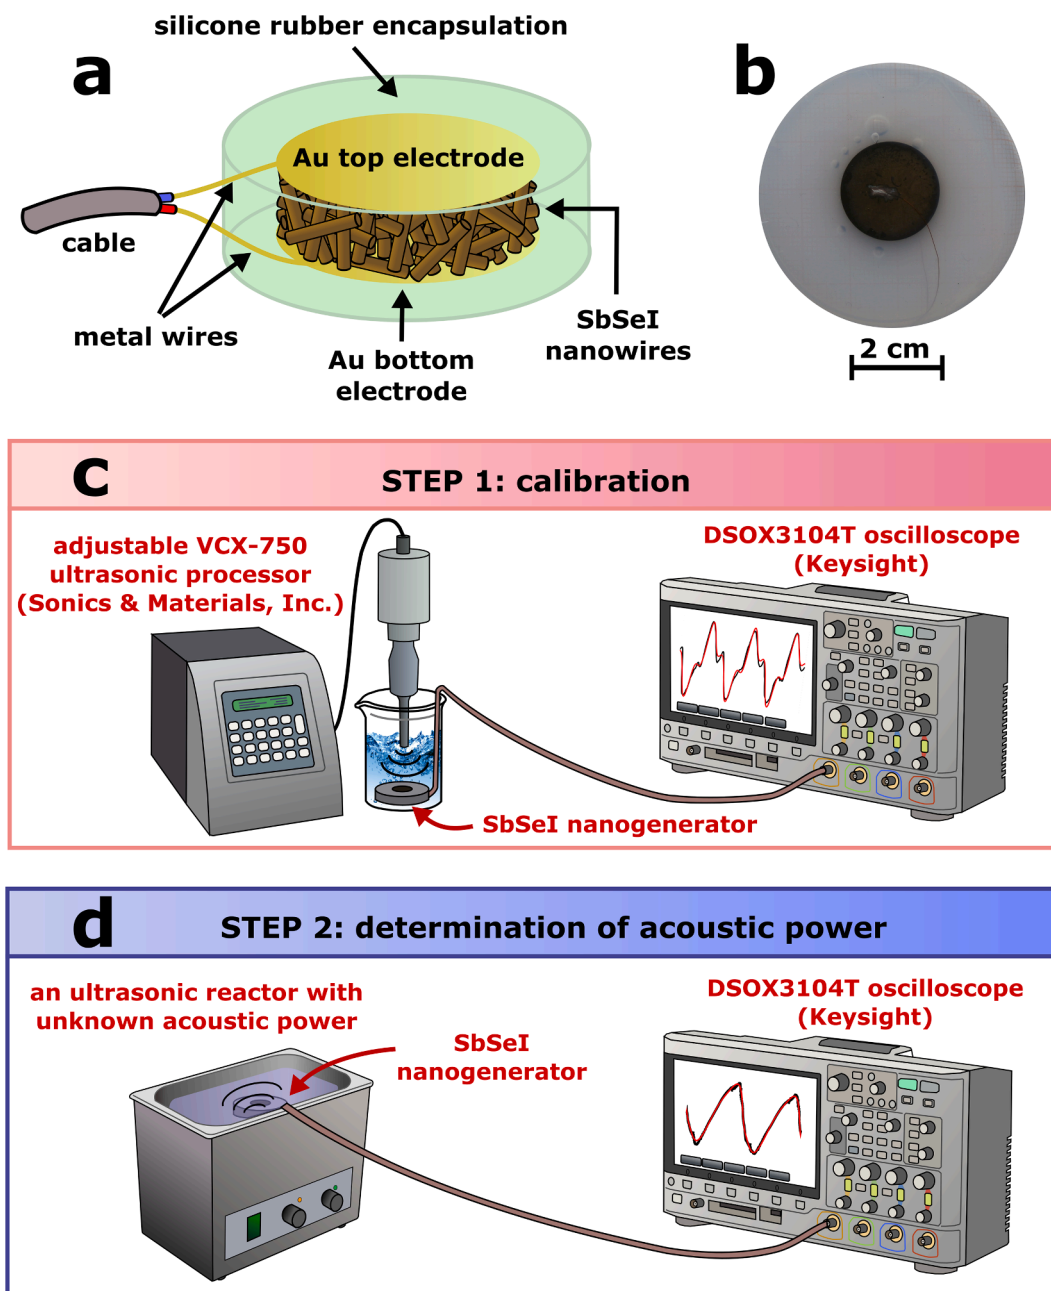 silicone rubber encapsulation
a
b
Au top electrode
cable
metal wires
SbSeI
nanowires
Au bottom
electrode
2 cm
c
STEP 1: calibration
adjustable VCX-750
ultrasonic processor
(Sonics & Materials, Inc.)
DSOX3104T oscilloscope
(Keysight)
SbSeI nanogenerator
d
STEP 2: determination of acoustic power
an ultrasonic reactor with
unknown acoustic power
SbSeI
nanogenerator
DSOX3104T oscilloscope
(Keysight)